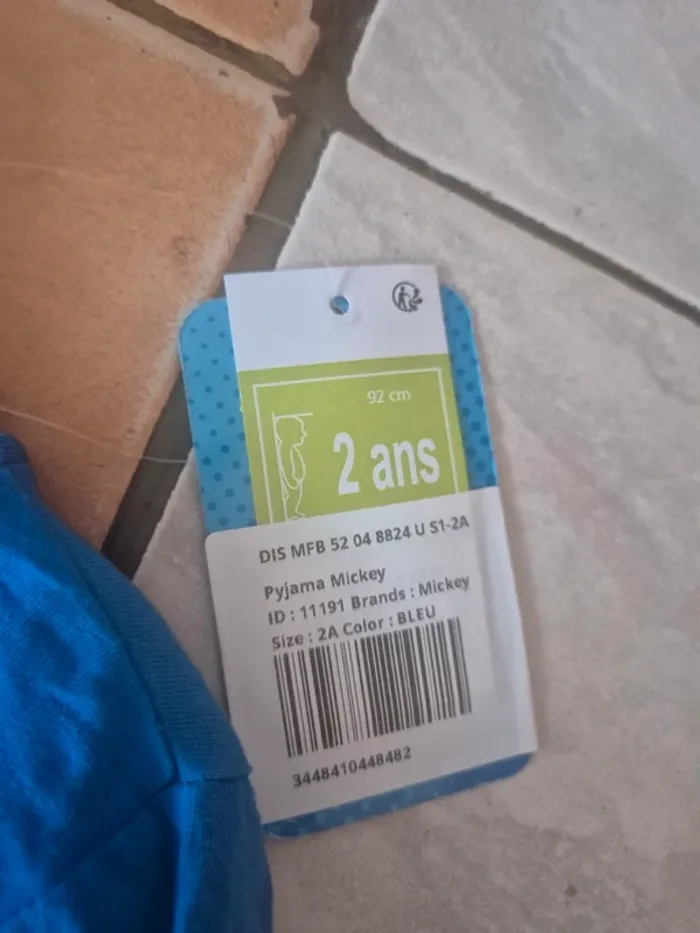 92 cm
2 ans
DIS MFB 52 04 8824 U S1-2A
Pyjama Mickey
ID : 11191 Brands : Mickey
Size : 2A Color : BLEU
3448410448482